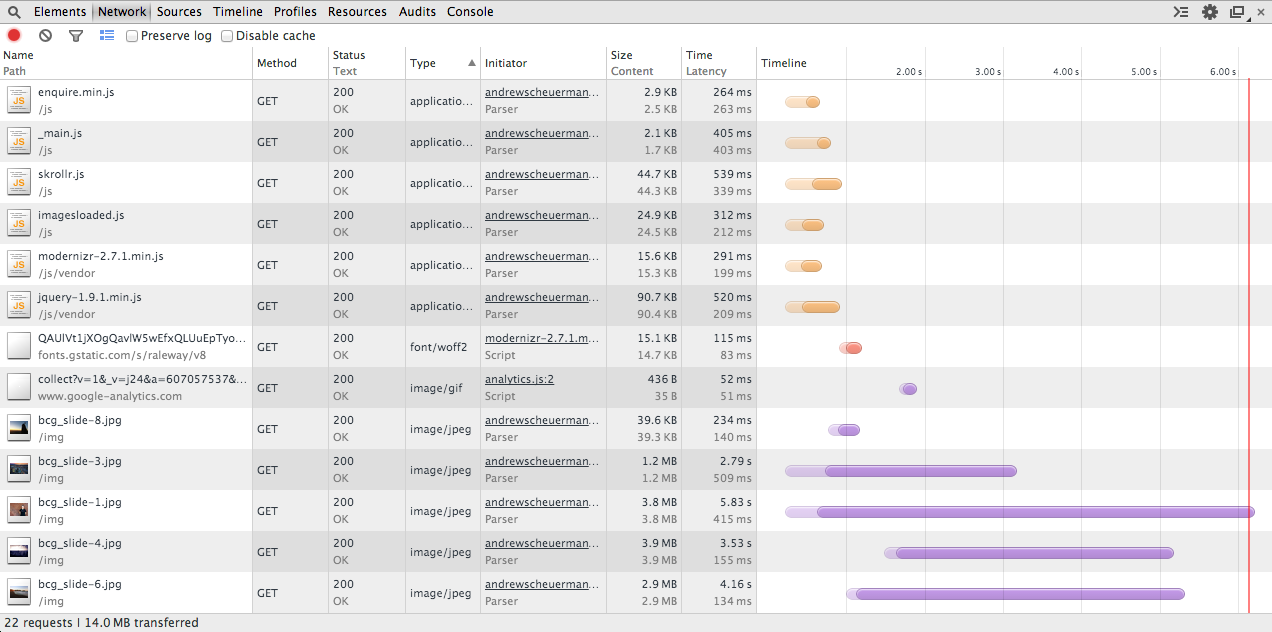 Elements Network Sources Timeline Profiles Resources Audits Console
Preserve log Disable cache
Name Method Status Type Initiator Size Time Timeline
Path Text Content Latency 2.00 s 3.00 s 4.00 s 5.00 s 6.00 s
enquire.min.js GET 200 applicatio... andrewscheuerman... 2.9 KB 264 ms
/js OK Parser 2.5 KB 263 ms
_main.js GET 200 applicatio... andrewscheuerman... 2.1 KB 405 ms
/js OK Parser 1.7 KB 403 ms
skrollr.js GET 200 applicatio... andrewscheuerman... 44.7 KB 539 ms
/js OK Parser 44.3 KB 339 ms
imagesloaded.js GET 200 applicatio... andrewscheuerman... 24.9 KB 312 ms
/js OK Parser 24.5 KB 212 ms
modernizr-2.7.1.min.js GET 200 applicatio... andrewscheuerman... 15.6 KB 291 ms
/js/vendor OK Parser 15.3 KB 199 ms
jquery-1.9.1.min.js GET 200 applicatio... andrewscheuerman... 90.7 KB 520 ms
/js/vendor OK Parser 90.4 KB 209 ms
QAUlVt1jXOgQavlW5wEfxQLUuEpTyo... GET 200 font/woff2 modernizr-2.7.1.m... 15.1 KB 115 ms
fonts.gstatic.com/s/raleway/v8 OK Script 14.7 KB 83 ms
collect?v=1&_v=j24&a=607057537&... GET 200 image/gif analytics.js:2 436 B 52 ms
www.google-analytics.com OK Script 35 B 51 ms
bcg_slide-8.jpg GET 200 image/jpeg andrewscheuerman... 39.6 KB 234 ms
/img OK Parser 39.3 KB 140 ms
bcg_slide-3.jpg GET 200 image/jpeg andrewscheuerman... 1.2 MB 2.79 s
/img OK Parser 1.2 MB 509 ms
bcg_slide-1.jpg GET 200 image/jpeg andrewscheuerman... 3.8 MB 5.83 s
/img OK Parser 3.8 MB 415 ms
bcg_slide-4.jpg GET 200 image/jpeg andrewscheuerman... 3.9 MB 3.53 s
/img OK Parser 3.9 MB 155 ms
bcg_slide-6.jpg GET 200 image/jpeg andrewscheuerman... 2.9 MB 4.16 s
/img OK Parser 2.9 MB 134 ms
22 requests | 14.0 MB transferred